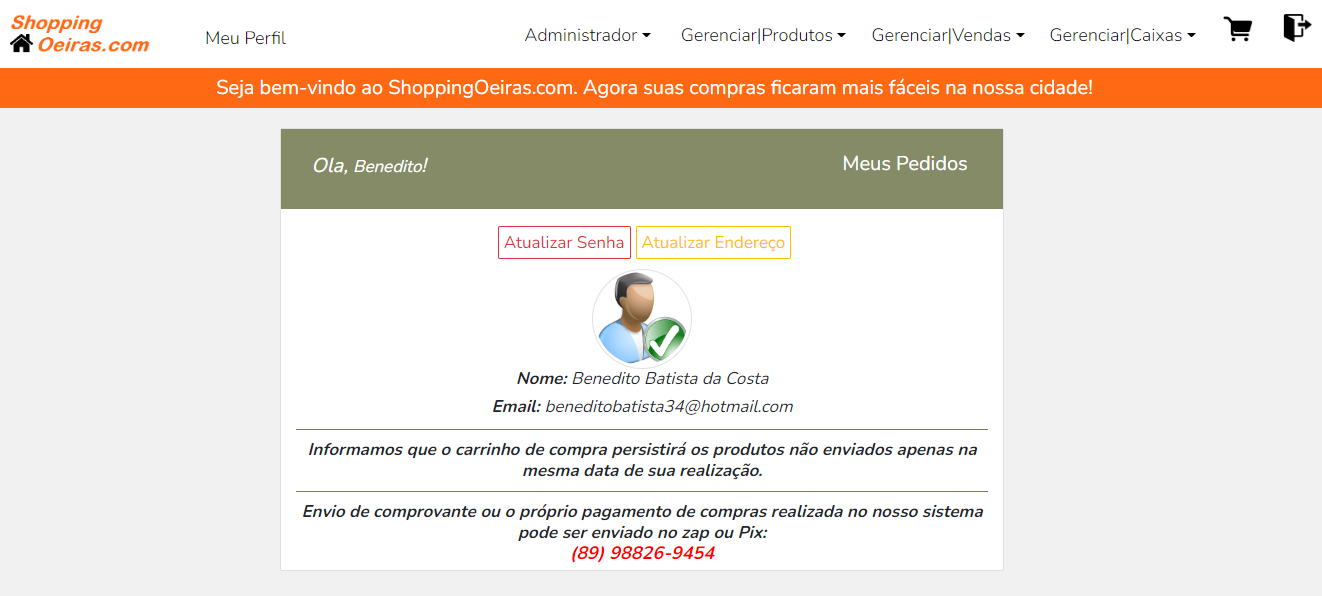 Shopping
Oeiras.com
Meu Perfil
Administrador
Gerenciar|Produtos
Gerenciar|Vendas
Gerenciar|Caixas
Seja bem-vindo ao ShoppingOeiras.com. Agora suas compras ficaram mais fáceis na nossa cidade!
Ola, Benedito!
Meus Pedidos
Atualizar Senha
Atualizar Endereço
Nome: Benedito Batista da Costa
Email: beneditobatista34@hotmail.com
Informamos que o carrinho de compra persistirá os produtos não enviados apenas na
mesma data de sua realização.
Envio de comprovante ou o próprio pagamento de compras realizada no nosso sistema
pode ser enviado no zap ou Pix:
(89) 98826-9454